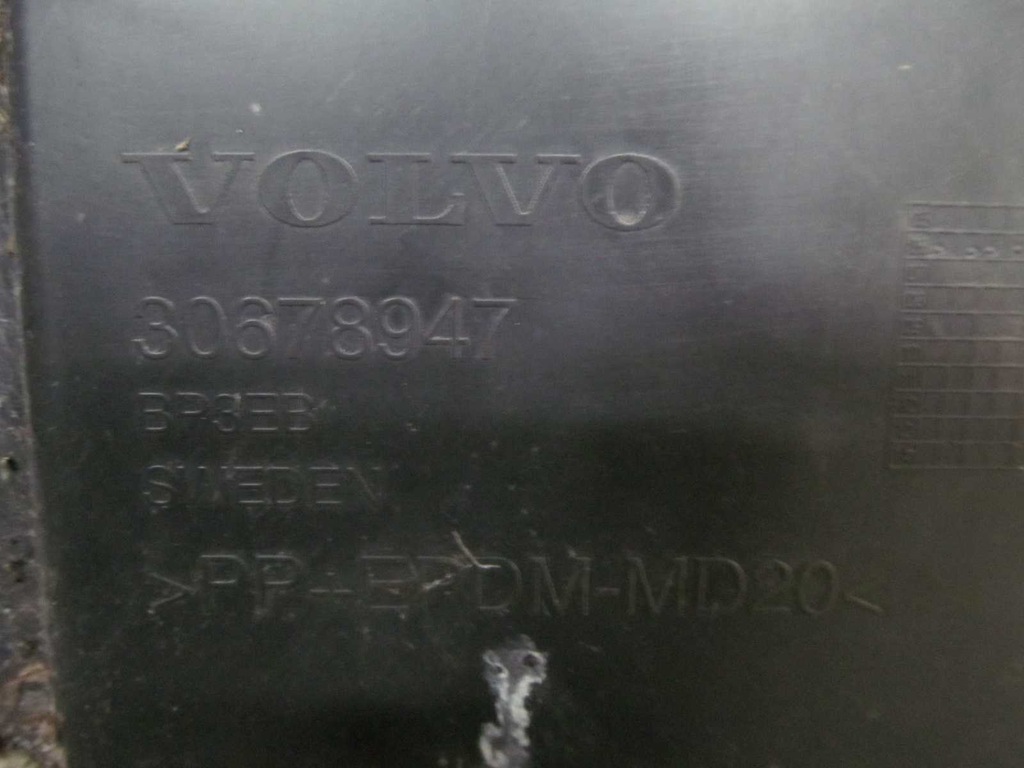 VOLVO
30678947
BP3EB
SWEDEN
>PP+EPDM-MD20<